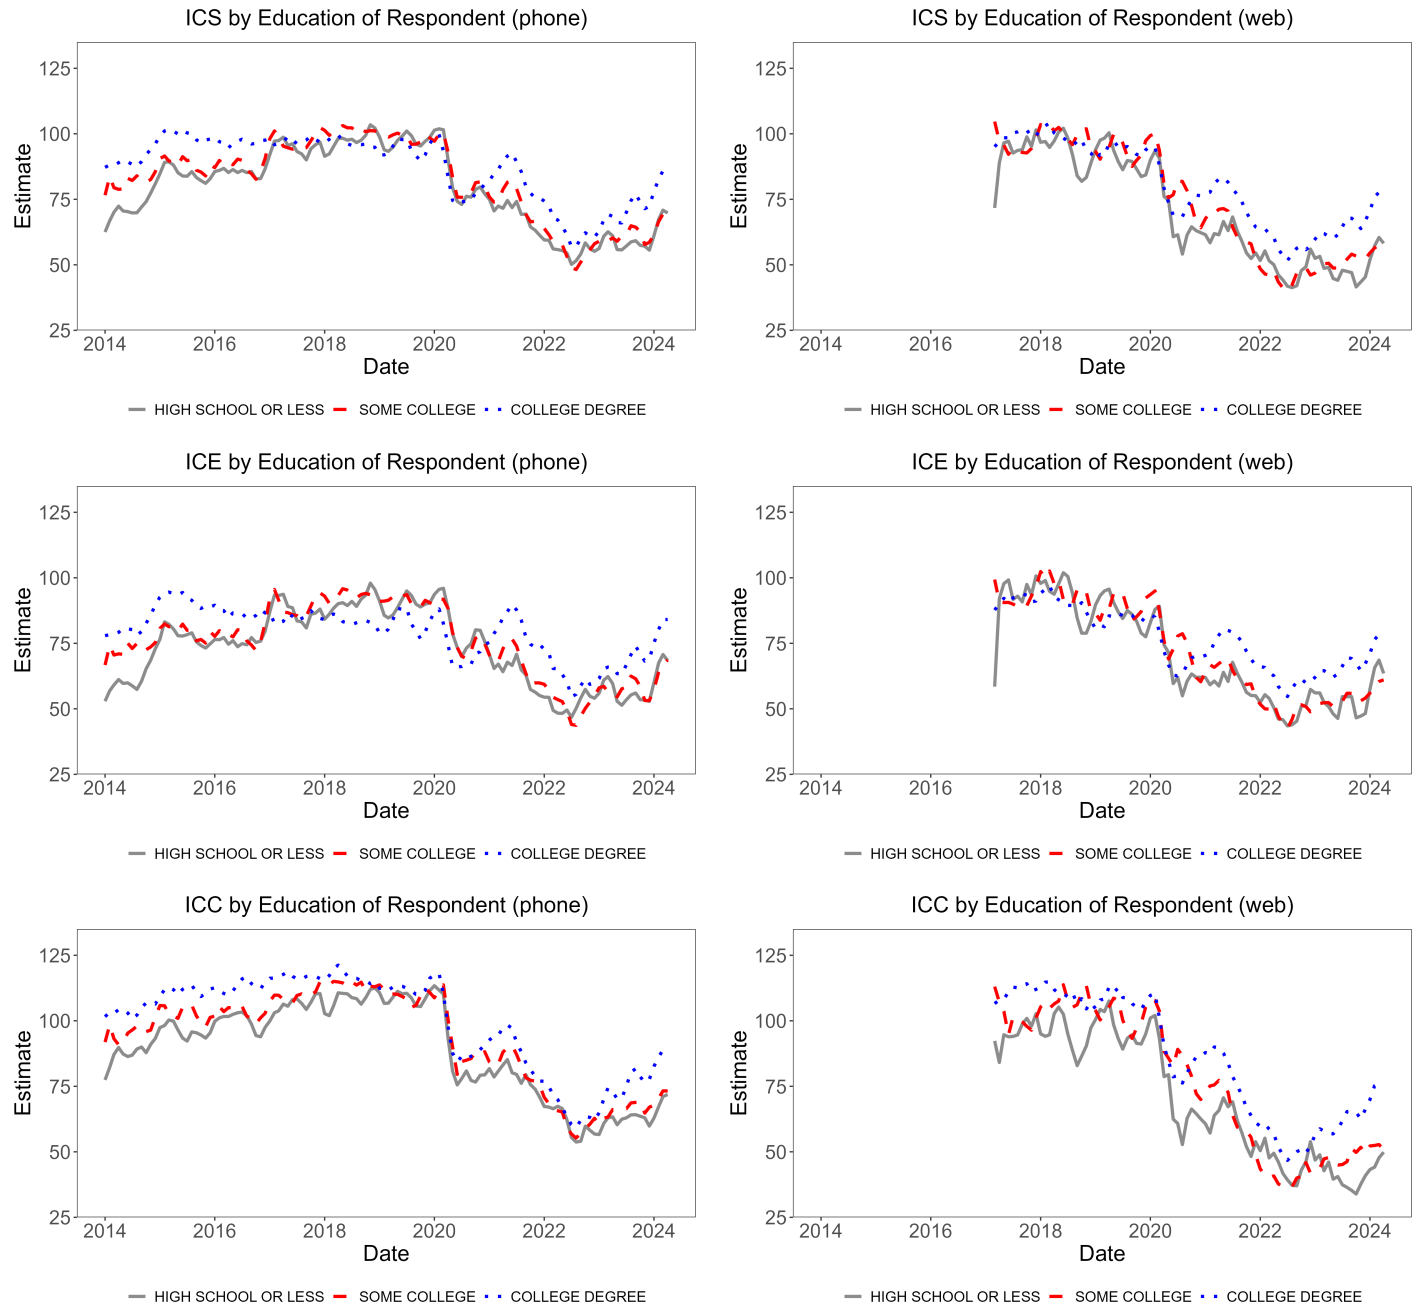 ICS by Education of Respondent (phone)
125
100
75
50
25
Estimate
2014 2016 2018 2020 2022 2024
Date
HIGH SCHOOL OR LESS SOME COLLEGE COLLEGE DEGREE
ICS by Education of Respondent (web)
125
100
75
50
25
Estimate
2014 2016 2018 2020 2022 2024
Date
HIGH SCHOOL OR LESS SOME COLLEGE COLLEGE DEGREE
ICE by Education of Respondent (phone)
125
100
75
50
25
Estimate
2014 2016 2018 2020 2022 2024
Date
HIGH SCHOOL OR LESS SOME COLLEGE COLLEGE DEGREE
ICE by Education of Respondent (web)
125
100
75
50
25
Estimate
2014 2016 2018 2020 2022 2024
Date
HIGH SCHOOL OR LESS SOME COLLEGE COLLEGE DEGREE
ICC by Education of Respondent (phone)
125
100
75
50
25
Estimate
2014 2016 2018 2020 2022 2024
Date
HIGH SCHOOL OR LESS SOME COLLEGE COLLEGE DEGREE
ICC by Education of Respondent (web)
125
100
75
50
25
Estimate
2014 2016 2018 2020 2022 2024
Date
HIGH SCHOOL OR LESS SOME COLLEGE COLLEGE DEGREE